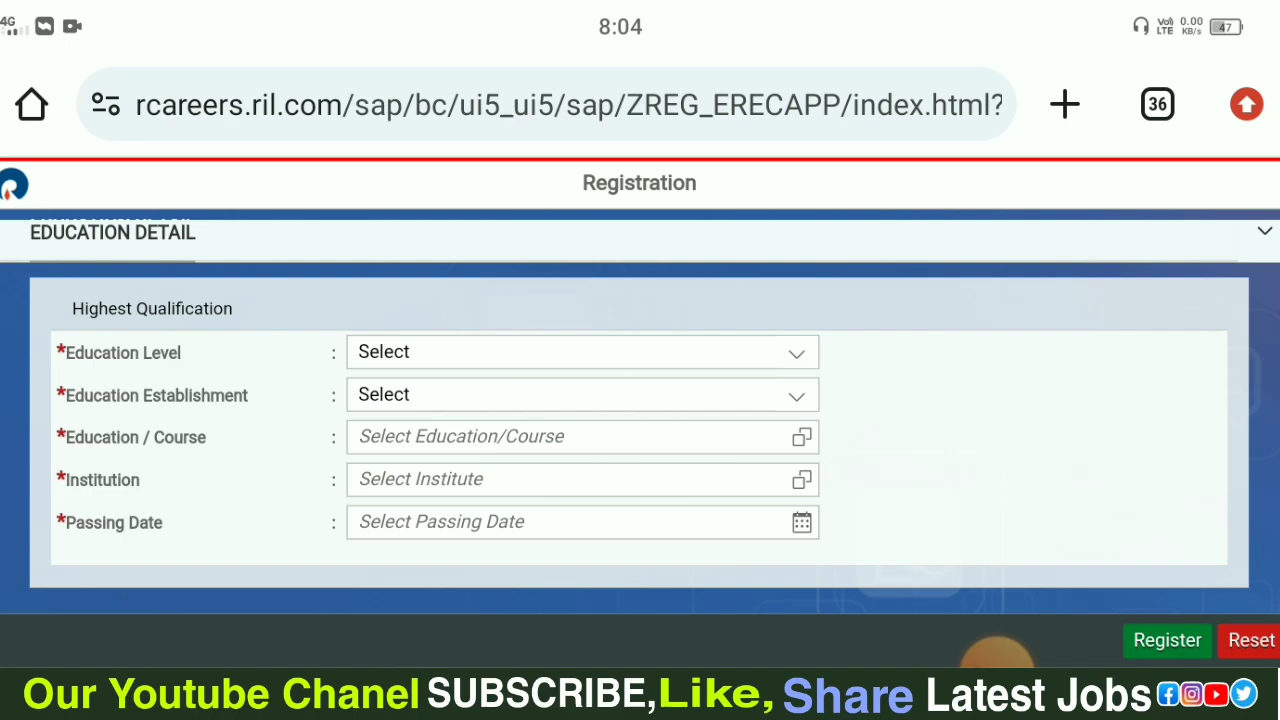 4G 8:04 Vo) LTE 0.00 KB/s 47
rcareers.ril.com/sap/bc/ui5_ui5/sap/ZREG_ERECAPP/index.html? 36
Registration
EDUCATION DETAIL
Highest Qualification
*Education Level : Select
*Education Establishment : Select
*Education / Course : Select Education/Course
*Institution : Select Institute
*Passing Date : Select Passing Date
Register Reset
Our Youtube Chanel SUBSCRIBE, Like, Share Latest Jobs